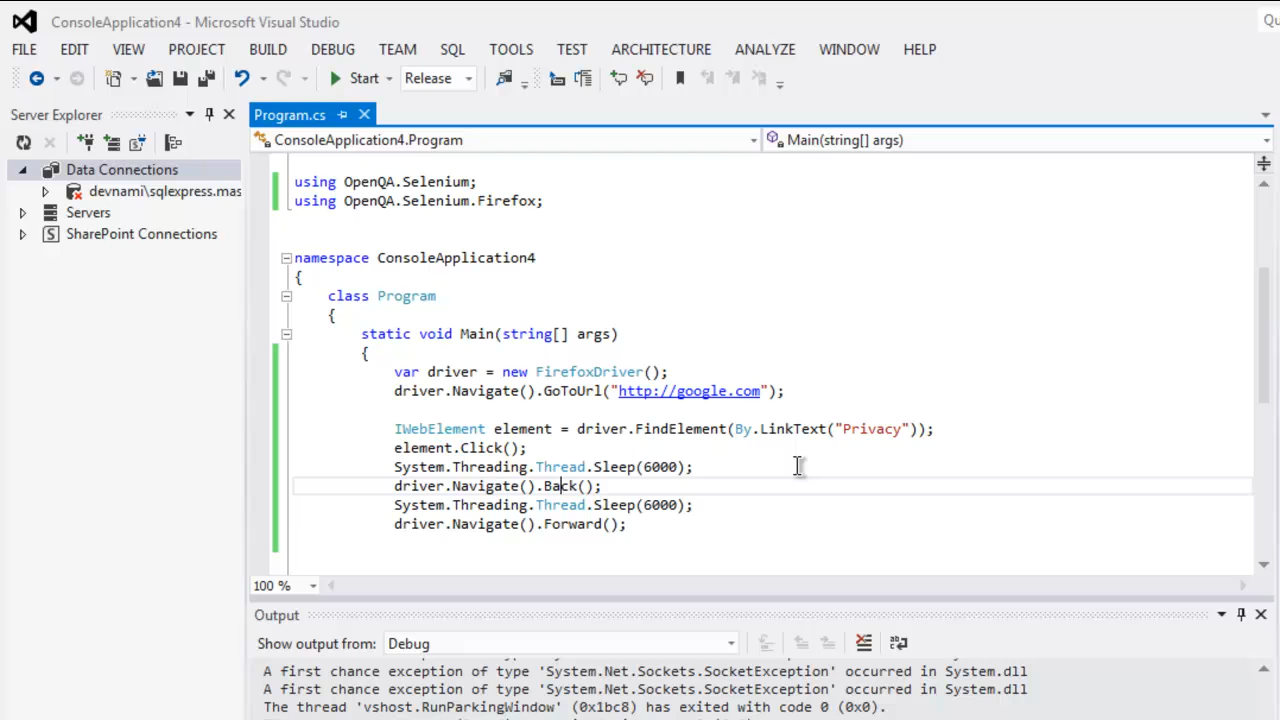 ConsoleApplication4 - Microsoft Visual Studio
Qu
FILE EDIT VIEW PROJECT BUILD DEBUG TEAM SQL TOOLS TEST ARCHITECTURE ANALYZE WINDOW HELP
Start Release
Server Explorer
Program.cs
ConsoleApplication4.Program
Main(string[] args)
Data Connections
devnami\sqlexpress.mas
Servers
SharePoint Connections
using OpenQA.Selenium;
using OpenQA.Selenium.Firefox;
namespace ConsoleApplication4
{
class Program
{
static void Main(string[] args)
{
var driver = new FirefoxDriver();
driver.Navigate().GoToUrl("http://google.com");
IWebElement element = driver.FindElement(By.LinkText("Privacy"));
element.Click();
System.Threading.Thread.Sleep(6000);
driver.Navigate().Back();
System.Threading.Thread.Sleep(6000);
driver.Navigate().Forward();
100 %
Output
Show output from: Debug
A first chance exception of type 'System.Net.Sockets.SocketException' occurred in System.dll
A first chance exception of type 'System.Net.Sockets.SocketException' occurred in System.dll
The thread 'vshost.RunParkingWindow' (0x1bc8) has exited with code 0 (0x0).